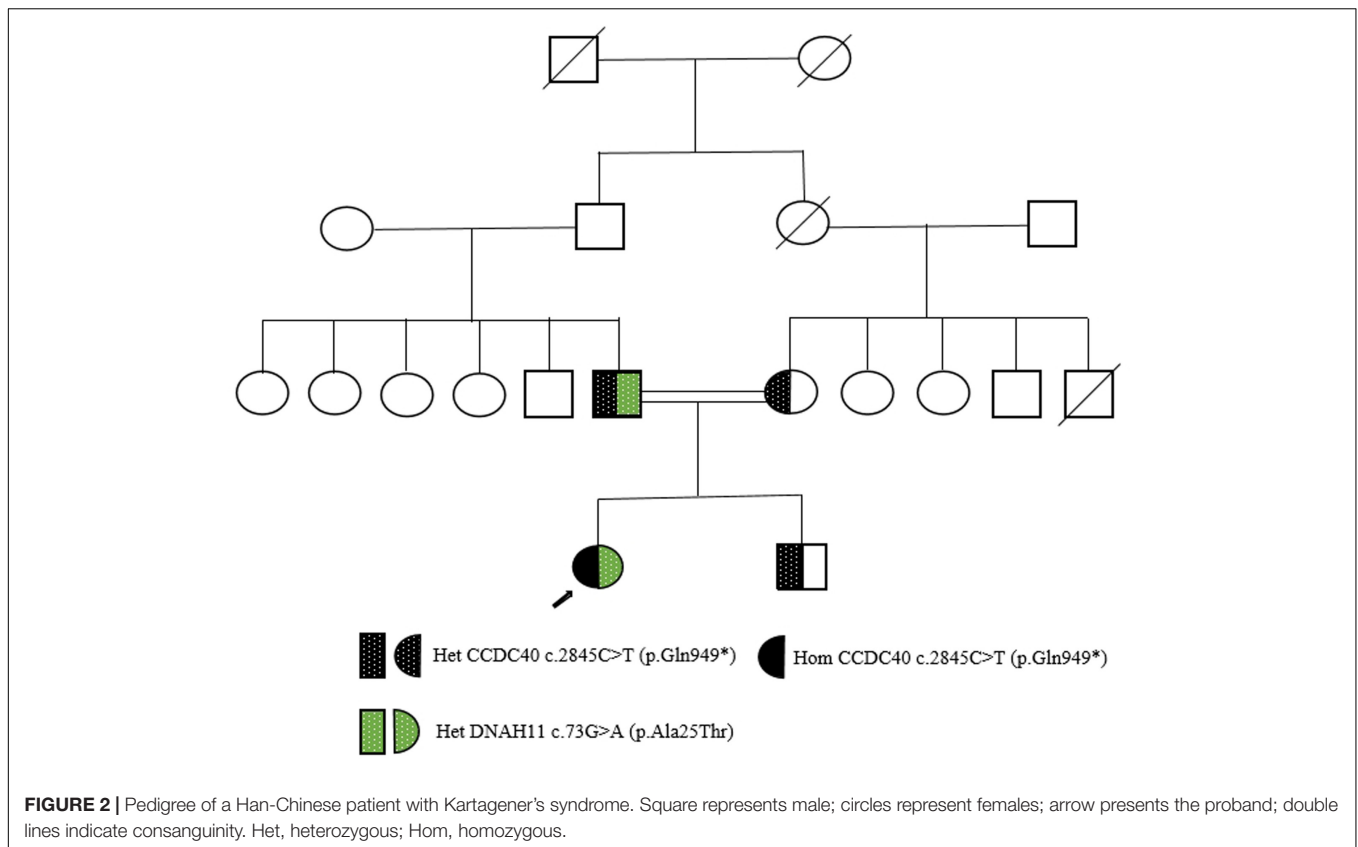 Het CCDC40 c.2845C>T (p.Gln949*) Hom CCDC40 c.2845C>T (p.Gln949*)
Het DNAH11 c.73G>A (p.Ala25Thr)
FIGURE 2 | Pedigree of a Han-Chinese patient with Kartagener's syndrome. Square represents male; circles represent females; arrow presents the proband; double
lines indicate consanguinity. Het, heterozygous; Hom, homozygous.